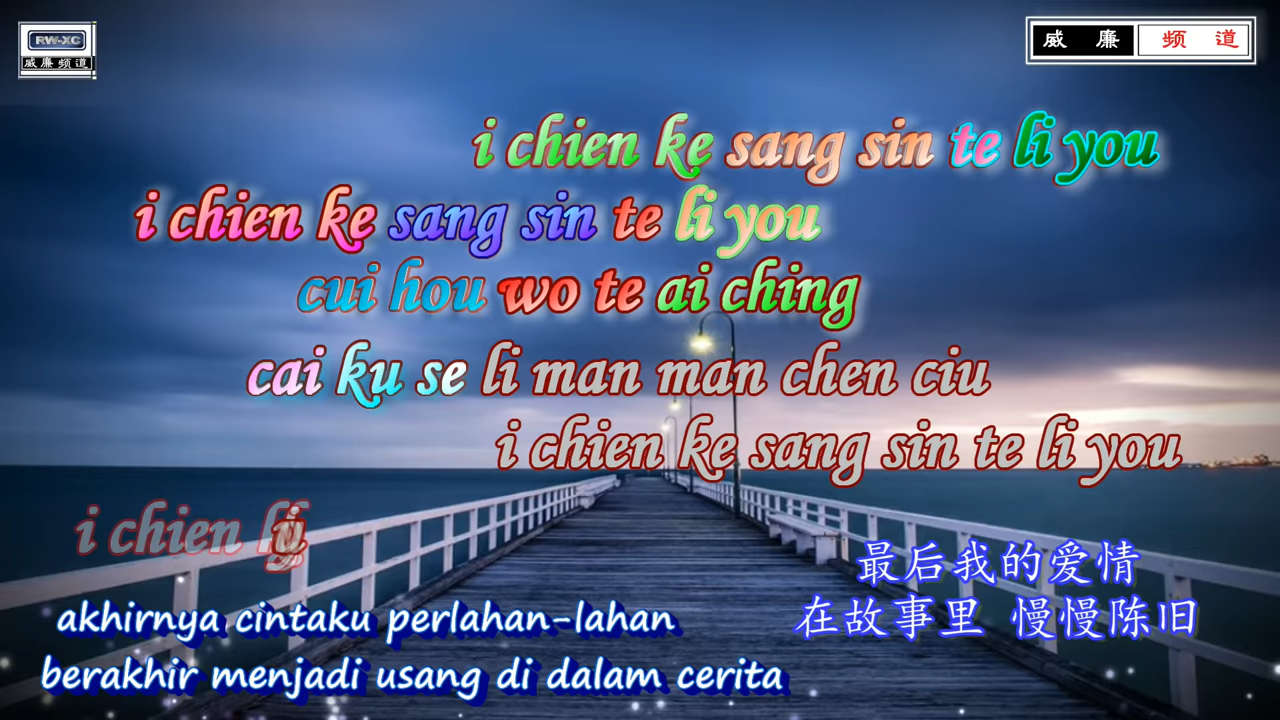 RW-XC
威廉频道
威廉 频道
i chien ke sang sin te li you
i chien ke sang sin te li you
cui hou wo te ai ching
cai ku se li man man chen ciu
i chien ke sang sin te li you
i chien
最后我的爱情
在故事里 慢慢陈旧
akhirnya cintaku perlahan-lahan
berakhir menjadi usang di dalam cerita